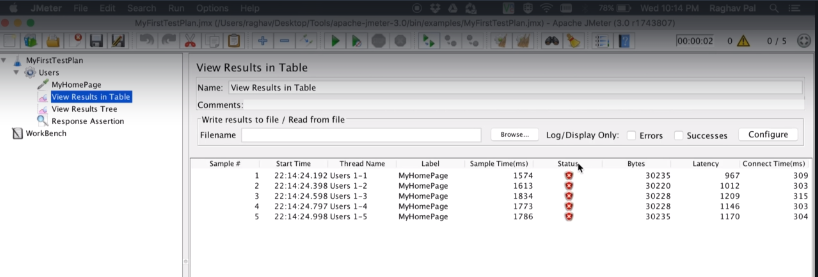 JMeter File Edit Search Run Options Help 76% Wed 10:14 PM Raghav Pal
MyFirstTestPlan.jmx (/Users/raghav/Desktop/Tools/apache-jmeter-3.0/bin/examples/MyFirstTestPlan.jmx) - Apache JMeter (3.0 r1743807)
00:00:02 0 0 / 5
MyFirstTestPlan
Users
MyHomePage
View Results in Table
View Results Tree
Response Assertion
WorkBench
View Results in Table
Name: View Results in Table
Comments:
Write results to file / Read from file
Filename Browse... Log/Display Only: Errors Successes Configure
Sample # Start Time Thread Name Label Sample Time(ms) Status Bytes Latency Connect Time(ms)
1 22:14:24.192 Users 1-1 MyHomePage 1574 30235 967 309
2 22:14:24.398 Users 1-2 MyHomePage 1613 30220 1012 303
3 22:14:24.598 Users 1-3 MyHomePage 1834 30228 1209 315
4 22:14:24.797 Users 1-4 MyHomePage 1773 30228 1146 303
5 22:14:24.998 Users 1-5 MyHomePage 1786 30235 1170 304